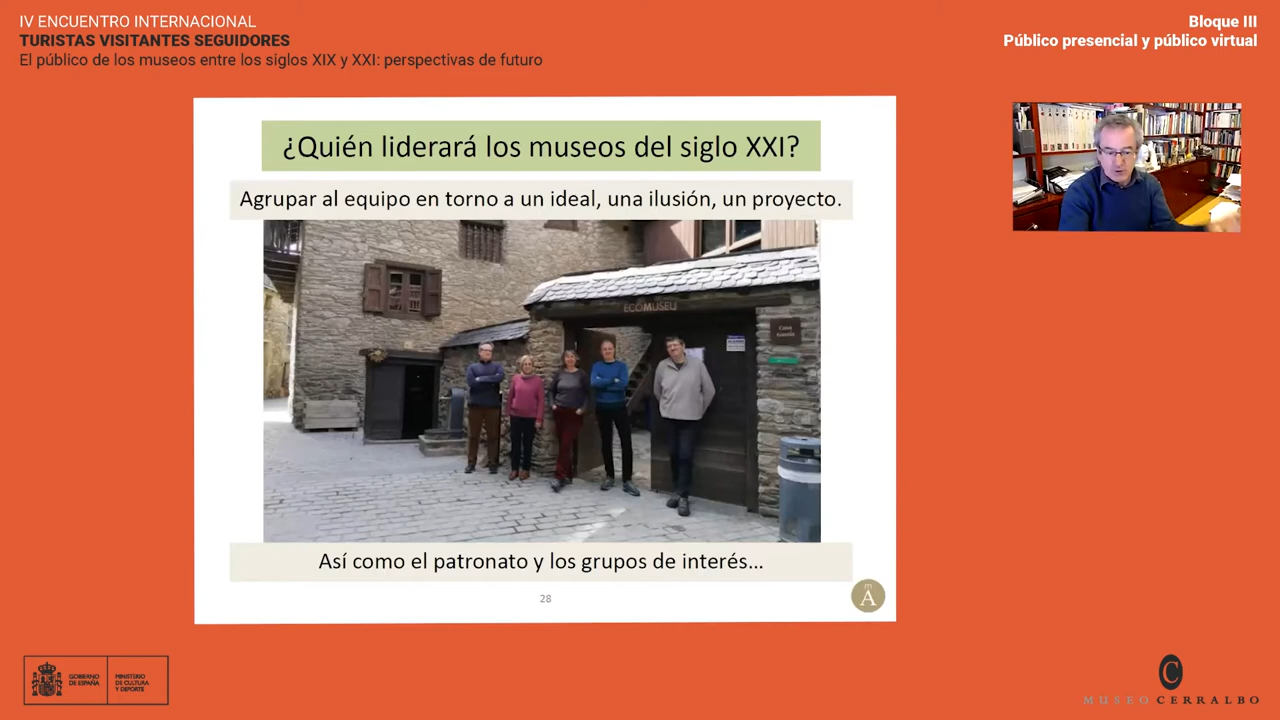 IV ENCUENTRO INTERNACIONAL
TURISTAS VISITANTES SEGUIDORES
El público de los museos entre los siglos XIX y XXI: perspectivas de futuro
Bloque III
Público presencial y público virtual
¿Quién liderará los museos del siglo XXI?
Agrupar al equipo en torno a un ideal, una ilusión, un proyecto.
ECOMUSEU
Casa
Gassia
Así como el patronato y los grupos de interés...
28
m
A
GOBIERNO
DE ESPAÑA
MINISTERIO
DE CULTURA
Y DEPORTE
C
MUSEO CERRALBO